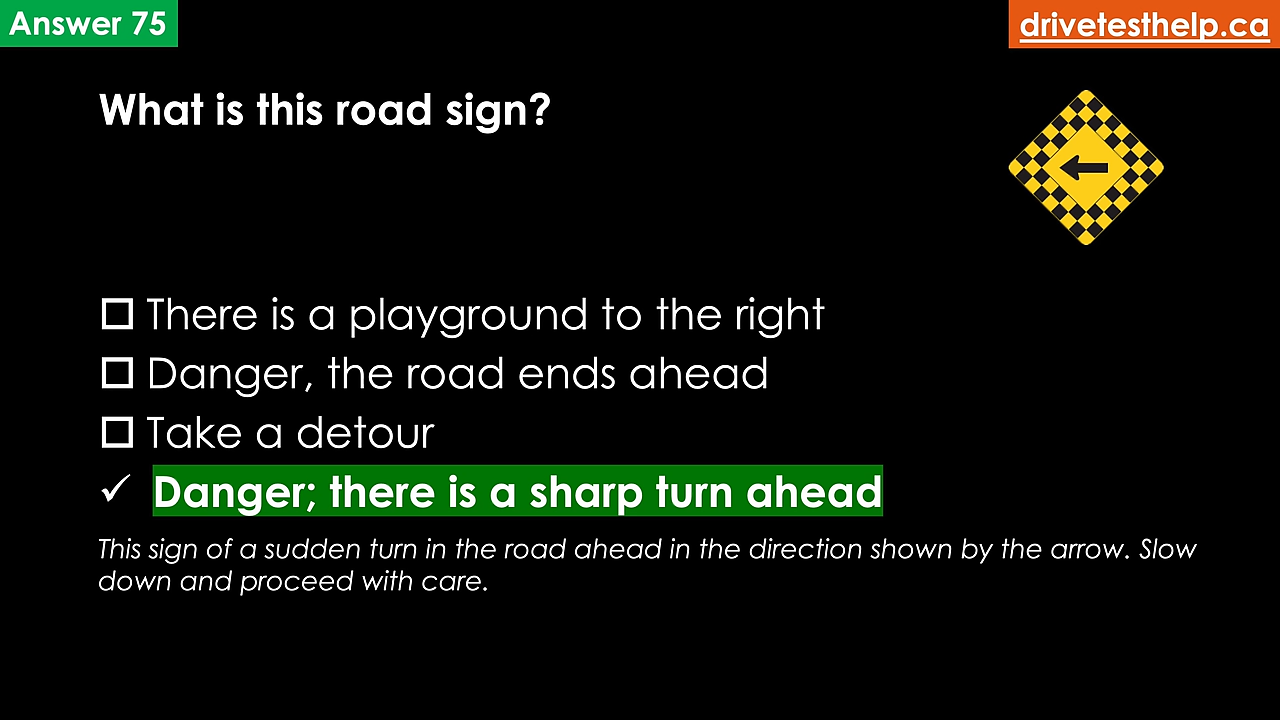 Answer 75
drivetesthelp.ca
What is this road sign?
There is a playground to the right
Danger, the road ends ahead
Take a detour
Danger; there is a sharp turn ahead
This sign of a sudden turn in the road ahead in the direction shown by the arrow. Slow
down and proceed with care.